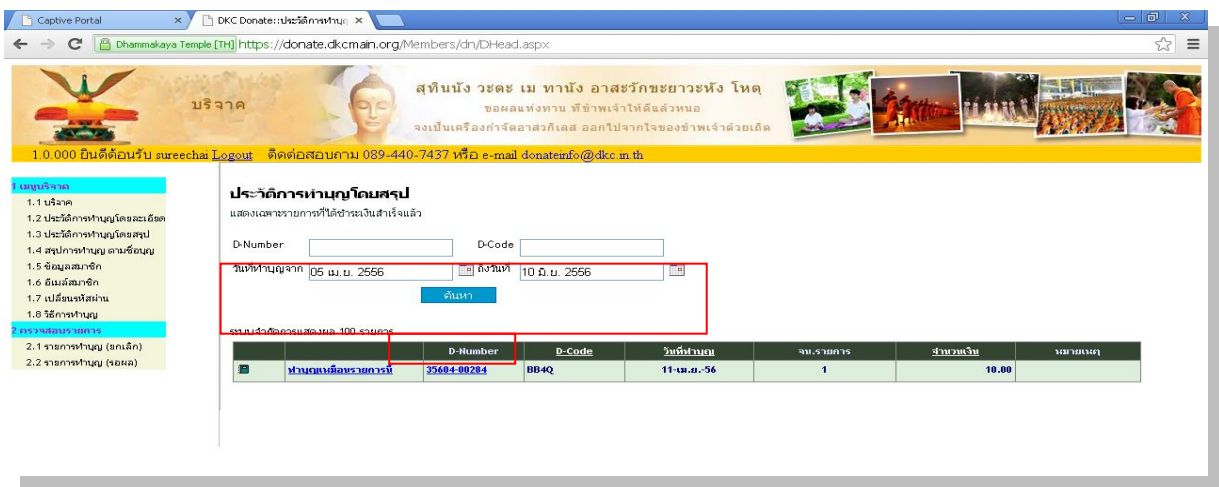 Captive Portal
DKC Donate::ประวัติการทำบุญ
Dhammakaya Temple [TH] https://donate.dkcmain.org/Members/dn/DHead.aspx
บริจาค
สุทินนัง วะตะ เม ทานัง อาสะวักขะยาวะหัง โหตุ
ขอผลแห่งทาน ที่ข้าพเจ้าให้ดีแล้วหนอ
จงเป็นเครื่องกำจัดอาสวกิเลส ออกไปจากใจของข้าพเจ้าด้วยเถิด
1.0.000 ยินดีต้อนรับ sureechai Logout ติดต่อสอบถาม 089-440-7437 หรือ e-mail donateinfo@dkc.in.th
1 เมนูบริจาค
1.1 บริจาค
1.2 ประวัติการทำบุญโดยละเอียด
1.3 ประวัติการทำบุญโดยสรุป
1.4 สรุปการทำบุญ ตามชื่อบุญ
1.5 ข้อมูลสมาชิก
1.6 อีเมล์สมาชิก
1.7 เปลี่ยนรหัสผ่าน
1.8 วิธีการทำบุญ
2 ตรวจสอบรายการ
2.1 รายการทำบุญ (ยกเลิก)
2.2 รายการทำบุญ (รอผล)
ประวัติการทำบุญโดยสรุป
แสดงเฉพาะรายการที่ได้ชำระเงินสำเร็จแล้ว
D-Number D-Code
วันที่ทำบุญจาก 05 เม.ย. 2556 ถึงวันที่ 10 มิ.ย. 2556
ค้นหา
ระบบจำกัดการแสดงผล 100 รายการ
D-Number D-Code วันที่ทำบุญ จน.รายการ จำนวนเงิน หมายเหตุ
ทำบุญเหมือนรายการนี้ 35604-00284 BB4Q 11-เม.ย.-56 1 10.00